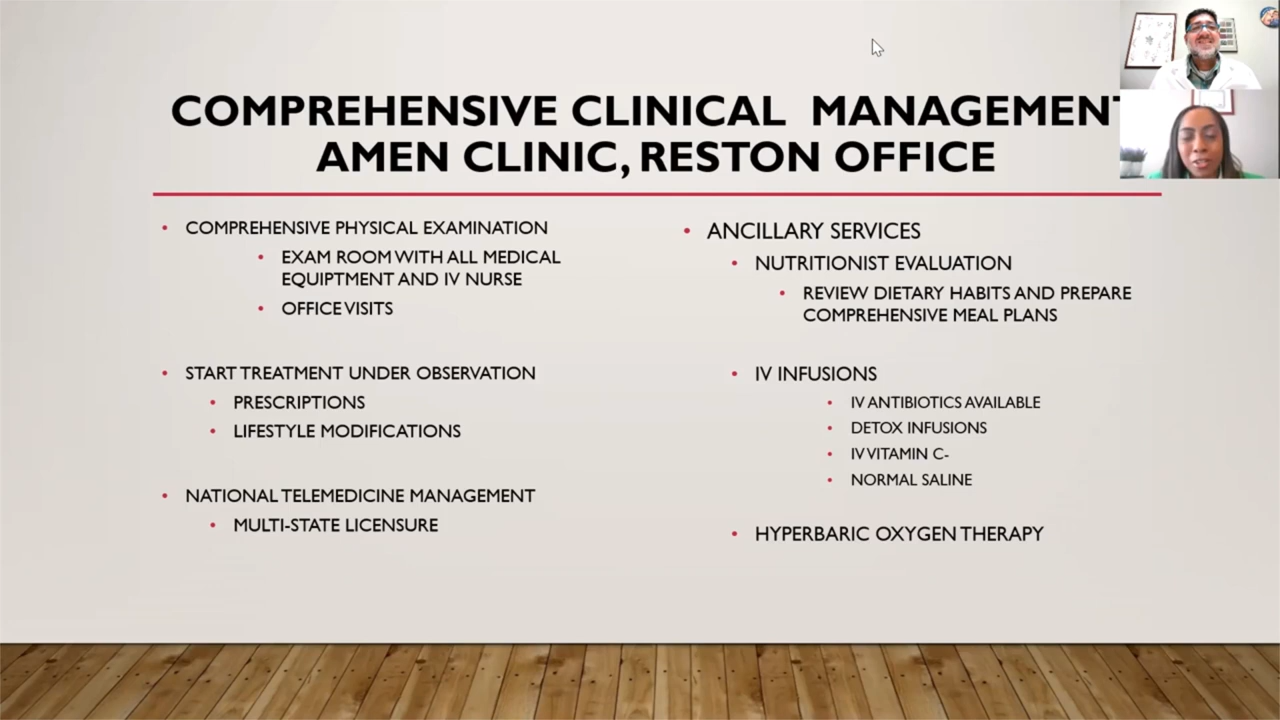 COMPREHENSIVE CLINICAL MANAGEMENT
AMEN CLINIC, RESTON OFFICE
• COMPREHENSIVE PHYSICAL EXAMINATION
• EXAM ROOM WITH ALL MEDICAL
EQUIPTMENT AND IV NURSE
• OFFICE VISITS
• START TREATMENT UNDER OBSERVATION
• PRESCRIPTIONS
• LIFESTYLE MODIFICATIONS
• NATIONAL TELEMEDICINE MANAGEMENT
• MULTI-STATE LICENSURE
• ANCILLARY SERVICES
• NUTRITIONIST EVALUATION
• REVIEW DIETARY HABITS AND PREPARE
COMPREHENSIVE MEAL PLANS
• IV INFUSIONS
• IV ANTIBIOTICS AVAILABLE
• DETOX INFUSIONS
• IV VITAMIN C-
• NORMAL SALINE
• HYPERBARIC OXYGEN THERAPY